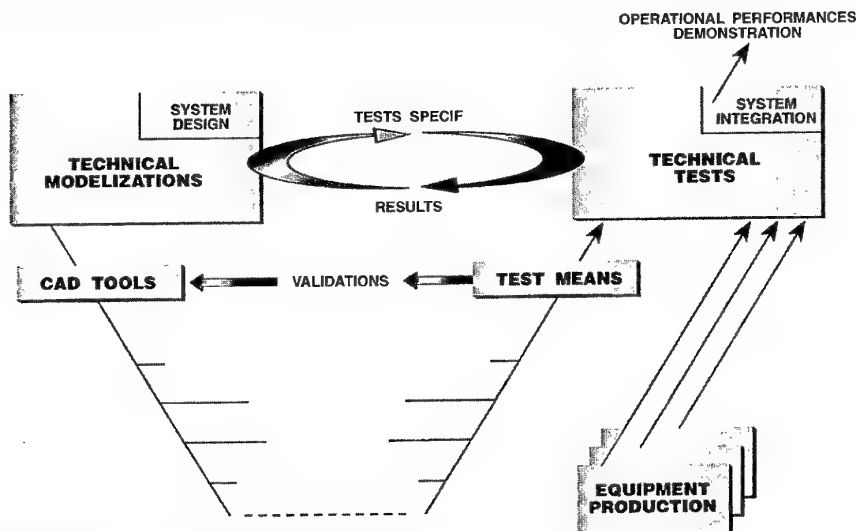 OPERATIONAL PERFORMANCES
DEMONSTRATION
SYSTEM
DESIGN
TECHNICAL
MODELIZATIONS
TESTS SPECIF
RESULTS
SYSTEM
INTEGRATION
TECHNICAL
TESTS
CAD TOOLS
VALIDATIONS
TEST MEANS
EQUIPMENT
PRODUCTION